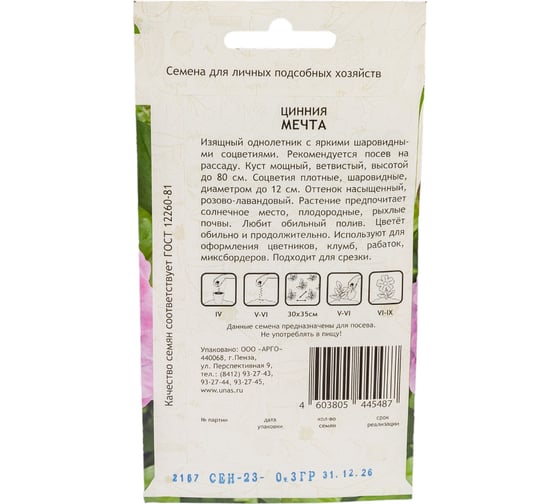 Семена для личных подсобных хозяйств
ЦИННИЯ
МЕЧТА
Изящный однолетник с яркими шаровидны-
ми соцветиями. Рекомендуется посев на
рассаду. Куст мощный, ветвистый, высотой
до 80 см. Соцветия плотные, шаровидные,
диаметром до 12 см. Оттенок насыщенный,
розово-лавандовый. Растение предпочитает
солнечное место, плодородные, рыхлые
почвы. Любит обильный полив. Цветёт
обильно и продолжительно. Используют для
оформления цветников, клумб, рабаток,
миксбордеров. Подходит для срезки.
IV V-VI 30х35см V-VI VI-IX
Данные семена предназначены для посева.
Не употреблять в пищу!
Упаковано: ООО «АРГО»
440068, г.Пенза,
ул. Перспективная 9,
тел.: (8412) 93-27-43,
93-27-44, 93-27-45,
www.unas.ru
4 603805 445487
№ партии дата упаковки кол-во семян срок реализации
2167 СЕН-23- 0,3ГР 31.12.26
Качество семян соответствует ГОСТ 12260-81